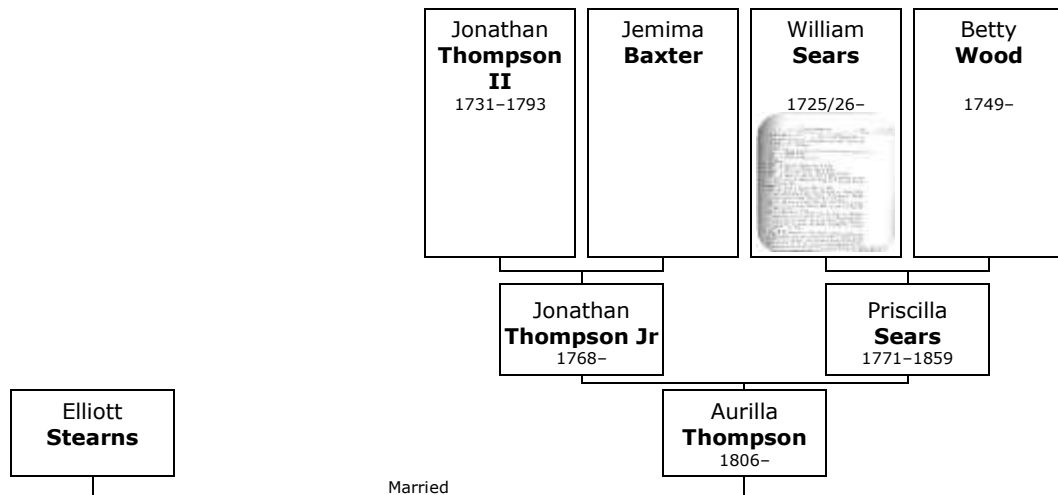 Jonathan
Thompson
II
1731–1793
Jemima
Baxter
William
Sears
1725/26–
Betty
Wood
1749–
Jonathan
Thompson Jr
1768–
Priscilla
Sears
1771–1859
Elliott
Stearns
Aurilla
Thompson
1806–
Married